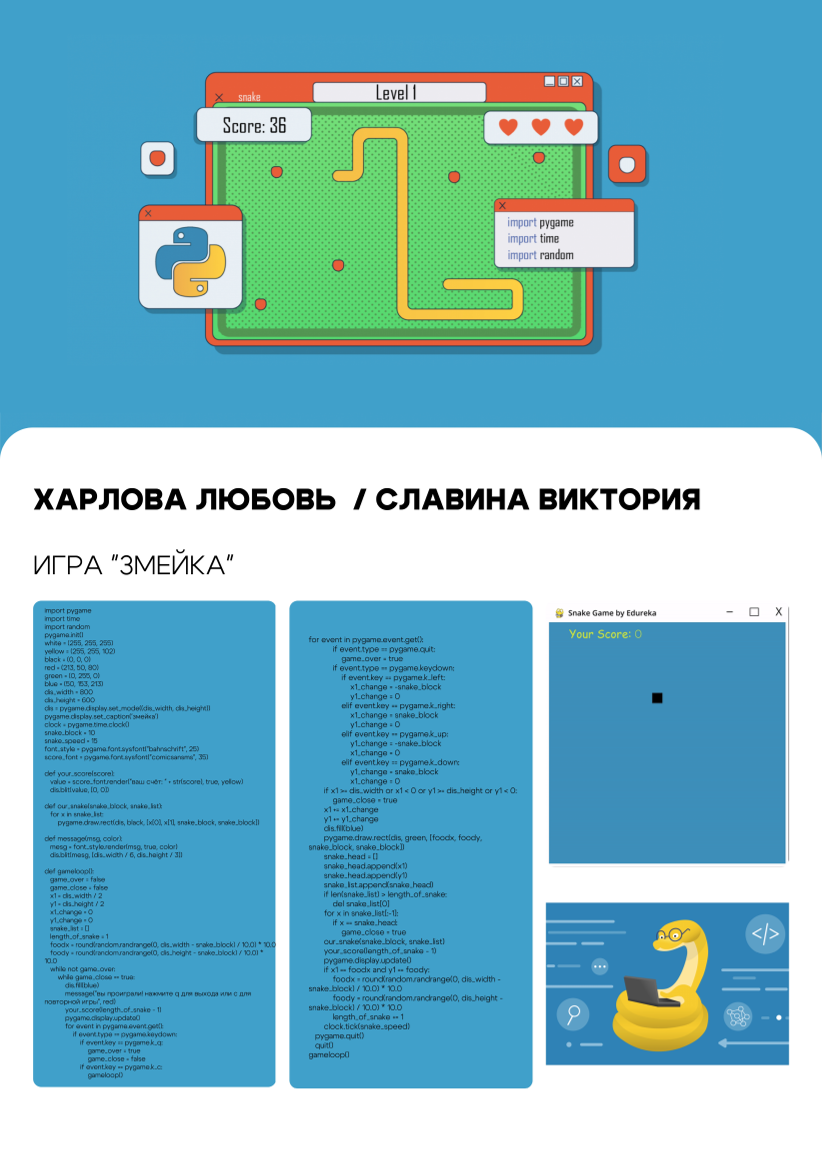 Level 1
snake
Score: 36
import pygame
import time
import random
ХАРЛОВА ЛЮБОВЬ / СЛАВИНА ВИКТОРИЯ
ИГРА "ЗМЕЙКА"
import pygame
import time
import random
pygame.init()
white = (255, 255, 255)
yellow = (255, 255, 102)
black = (0, 0, 0)
red = (213, 50, 80)
green = (0, 255, 0)
blue = (50, 153, 213)
dis_width = 800
dis_height = 600
dis = pygame.display.set_mode((dis_width, dis_height))
pygame.display.set_caption('змейка')
clock = pygame.time.clock()
snake_block = 10
snake_speed = 15
font_style = pygame.font.sysfont("bahnschrift", 25)
score_font = pygame.font.sysfont("comicsansms", 35)
def your_score(score):
value = score_font.render("ваш счёт: " + str(score), true, yellow)
dis.blit(value, [0, 0])
def our_snake(snake_block, snake_list):
for x in snake_list:
pygame.draw.rect(dis, black, [x[0], x[1], snake_block, snake_block])
def message(msg, color):
mesg = font_style.render(msg, true, color)
dis.blit(mesg, [dis_width / 6, dis_height / 3])
def gameloop():
game_over = false
game_close = false
x1 = dis_width / 2
y1 = dis_height / 2
x1_change = 0
y1_change = 0
snake_list = []
length_of_snake = 1
foodx = round(random.randrange(0, dis_width - snake_block) / 10.0) * 10.0
foody = round(random.randrange(0, dis_height - snake_block) / 10.0) *
10.0
while not game_over:
while game_close == true:
dis.fill(blue)
message("вы проиграли! нажмите q для выхода или c для
повторной игры", red)
your_score(length_of_snake - 1)
pygame.display.update()
for event in pygame.event.get():
if event.type == pygame.keydown:
if event.key == pygame.k_q:
game_over = true
game_close = false
if event.key == pygame.k_c:
gameloop()
for event in pygame.event.get():
if event.type == pygame.quit:
game_over = true
if event.type == pygame.keydown:
if event.key == pygame.k_left:
x1_change = -snake_block
y1_change = 0
elif event.key == pygame.k_right:
x1_change = snake_block
y1_change = 0
elif event.key == pygame.k_up:
y1_change = -snake_block
x1_change = 0
elif event.key == pygame.k_down:
y1_change = snake_block
x1_change = 0
if x1 >= dis_width or x1 < 0 or y1 >= dis_height or y1 < 0:
game_close = true
x1 += x1_change
y1 += y1_change
dis.fill(blue)
pygame.draw.rect(dis, green, [foodx, foody,
snake_block, snake_block])
snake_head = []
snake_head.append(x1)
snake_head.append(y1)
snake_list.append(snake_head)
if len(snake_list) > length_of_snake:
del snake_list[0]
for x in snake_list[:-1]:
if x == snake_head:
game_close = true
our_snake(snake_block, snake_list)
your_score(length_of_snake - 1)
pygame.display.update()
if x1 == foodx and y1 == foody:
foodx = round(random.randrange(0, dis_width -
snake_block) / 10.0) * 10.0
foody = round(random.randrange(0, dis_height -
snake_block) / 10.0) * 10.0
length_of_snake += 1
clock.tick(snake_speed)
pygame.quit()
quit()
gameloop()
Snake Game by Edureka
Your Score: 0
</>